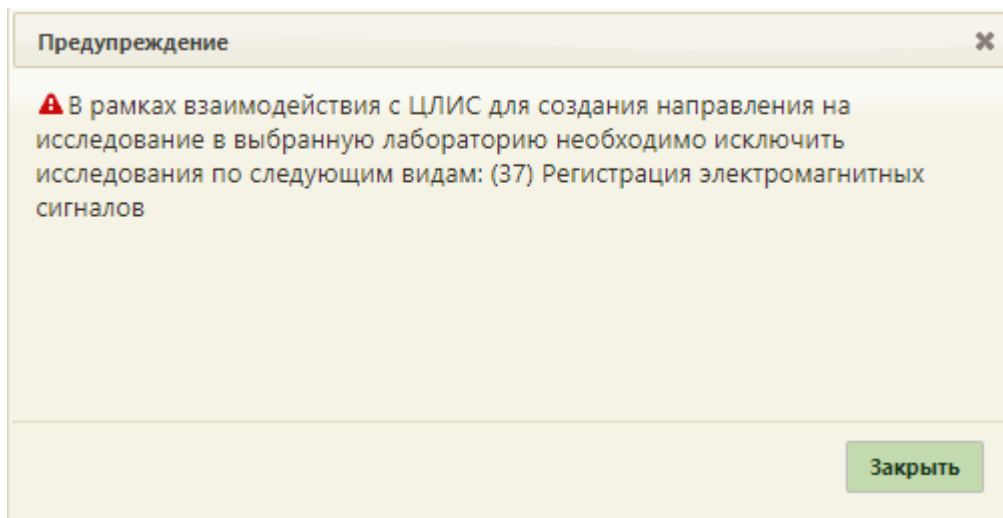 Предупреждение
В рамках взаимодействия с ЦЛИС для создания направления на
исследование в выбранную лабораторию необходимо исключить
исследования по следующим видам: (37) Регистрация электромагнитных
сигналов
Закрыть